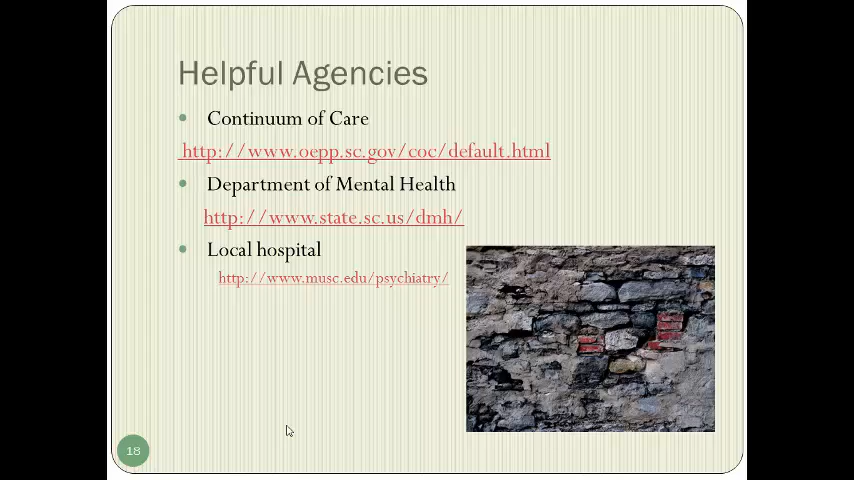 Helpful Agencies
Continuum of Care
http://www.oepp.sc.gov/coc/default.html
Department of Mental Health
http://www.state.sc.us/dmh/
Local hospital
http://www.musc.edu/psychiatry/
18